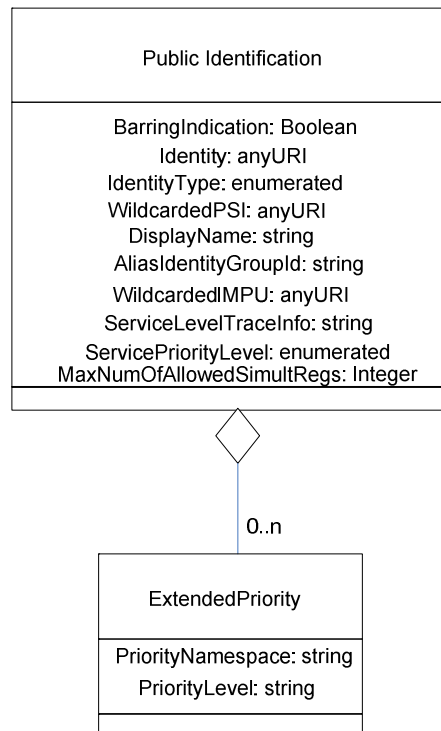 Public Identification
BarringIndication: Boolean
Identity: anyURI
IdentityType: enumerated
WildcardedPSI: anyURI
DisplayName: string
AliasIdentityGroupId: string
WildcardedIMPU: anyURI
ServiceLevelTraceInfo: string
ServicePriorityLevel: enumerated
MaxNumOfAllowedSimultRegs: Integer
0..n
ExtendedPriority
PriorityNamespace: string
PriorityLevel: string